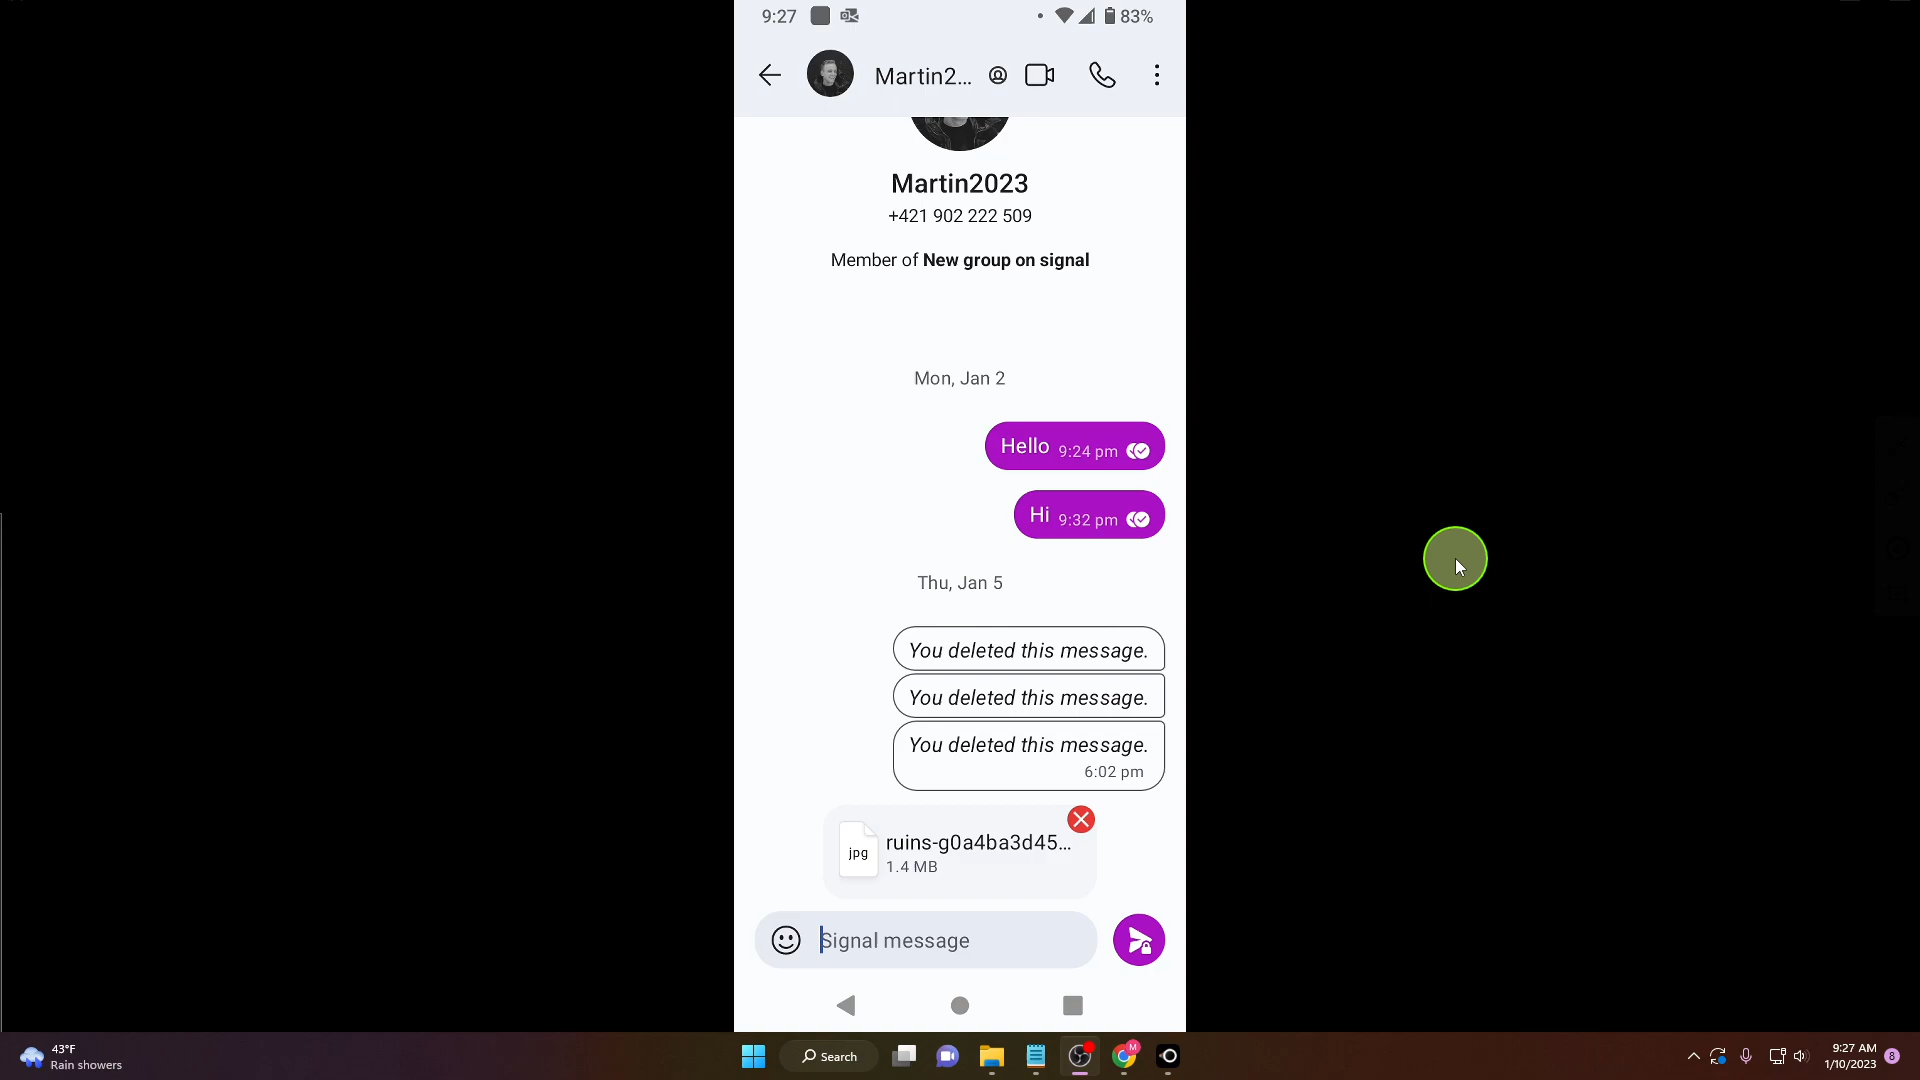 9:27
83%
Martin2...
Martin2023
+421 902 222 509
Member of New group on signal
Mon, Jan 2
Hello 9:24 pm
Hi 9:32 pm
Thu, Jan 5
You deleted this message.
You deleted this message.
You deleted this message.
6:02 pm
jpg
ruins-g0a4ba3d45...
1.4 MB
Signal message
43°F
Rain showers
Search
M
9:27 AM
1/10/2023
8